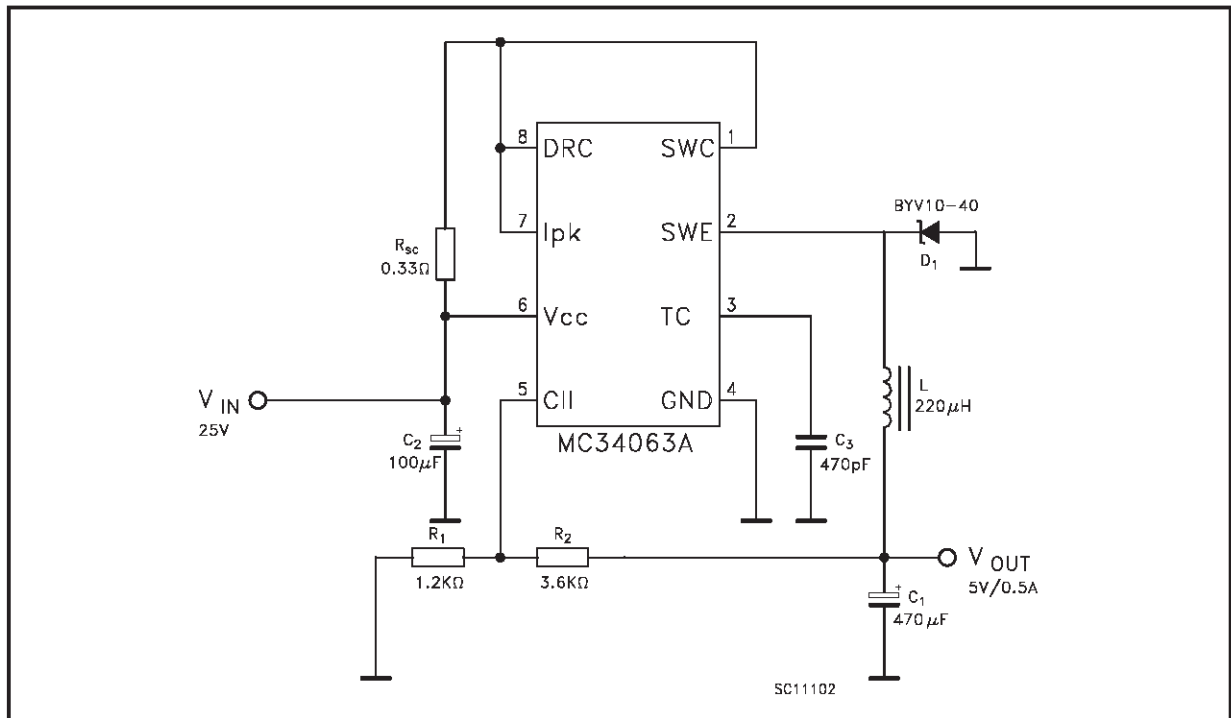 8 DRC SWC 1
7 Ipk SWE 2
6 Vcc TC 3
5 CII GND 4
MC34063A
BYV10-40
D1
Rsc
0.33Ω
V IN
25V
C2
+
100µF
L
220µH
C3
470pF
R1
1.2KΩ
R2
3.6KΩ
V OUT
5V/0.5A
C1
+
470µF
SC11102